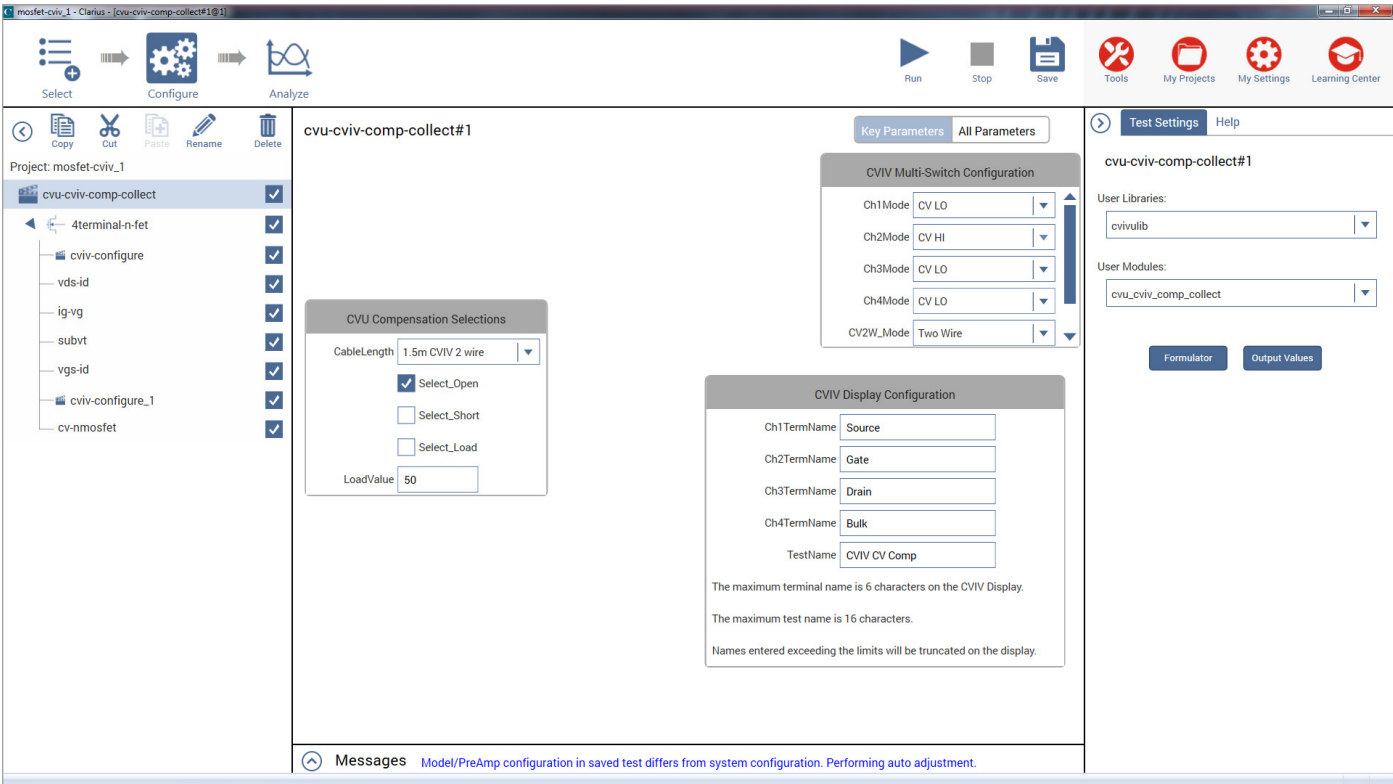 mosfet-cviv_1 - Clarius - [cvu-cviv-comp-collect#1@1]
Select
Configure
Analyze
Run
Stop
Save
Tools
My Projects
My Settings
Learning Center
Copy
Cut
Paste
Rename
Delete
Project: mosfet-cviv_1
cvu-cviv-comp-collect
4terminal-n-fet
cviv-configure
vds-id
ig-vg
subvt
vgs-id
cviv-configure_1
cv-nmosfet
cvu-cviv-comp-collect#1
Key Parameters
All Parameters
CVIV Multi-Switch Configuration
Ch1Mode CV LO
Ch2Mode CV HI
Ch3Mode CV LO
Ch4Mode CV LO
CV2W_Mode Two Wire
CVU Compensation Selections
CableLength 1.5m CVIV 2 wire
Select_Open
Select_Short
Select_Load
LoadValue 50
CVIV Display Configuration
Ch1TermName Source
Ch2TermName Gate
Ch3TermName Drain
Ch4TermName Bulk
TestName CVIV CV Comp
The maximum terminal name is 6 characters on the CVIV Display.
The maximum test name is 16 characters.
Names entered exceeding the limits will be truncated on the display.
Messages Model/PreAmp configuration in saved test differs from system configuration. Performing auto adjustment.
Test Settings
Help
cvu-cviv-comp-collect#1
User Libraries:
cvivulib
User Modules:
cvu_cviv_comp_collect
Formulator
Output Values